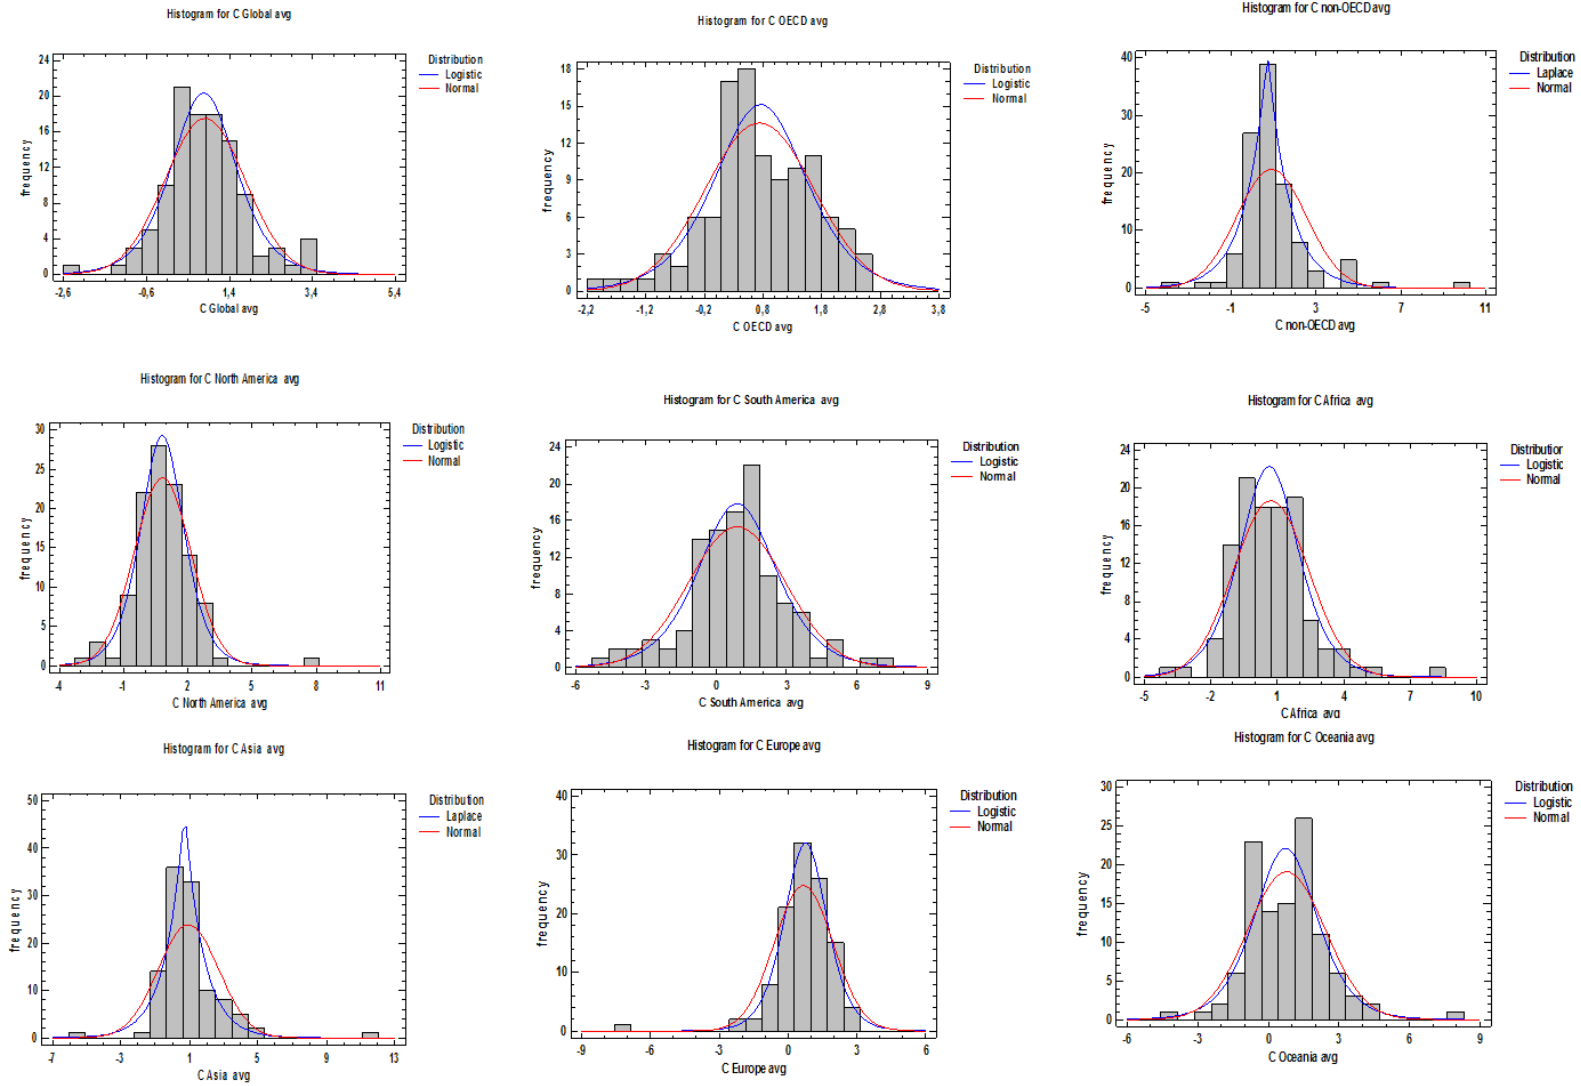 Histogram for C Global avg
24
20
16
12
8
4
0
frequency
-2,6 -0,6 1,4 3,4 5,4
C Global avg
Distribution
Logistic
Normal
Histogram for C OECD avg
18
15
12
9
6
3
0
frequency
-2,2 -1,2 -0,2 0,8 1,8 2,8 3,8
C OECD avg
Distribution
Logistic
Normal
Histogram for C non-OECD avg
40
30
20
10
0
frequency
-5 -1 3 7 11
C non-OECD avg
Distribution
Laplace
Normal
Histogram for C North America avg
30
25
20
15
10
5
0
frequency
-4 -1 2 5 8 11
C North America avg
Distribution
Logistic
Normal
Histogram for C South America avg
24
20
16
12
8
4
0
frequency
-6 -3 0 3 6 9
C South America avg
Distribution
Logistic
Normal
Histogram for C Africa avg
24
20
16
12
8
4
0
frequency
-5 -2 1 4 7 10
C Africa avg
Distribution
Logistic
Normal
Histogram for C Asia avg
50
40
30
20
10
0
frequency
-7 -3 1 5 9 13
C Asia avg
Distribution
Laplace
Normal
Histogram for C Europe avg
40
30
20
10
0
frequency
-9 -6 -3 0 3 6
C Europe avg
Distribution
Logistic
Normal
Histogram for C Oceania avg
30
25
20
15
10
5
0
frequency
-6 -3 0 3 6 9
C Oceania avg
Distribution
Logistic
Normal